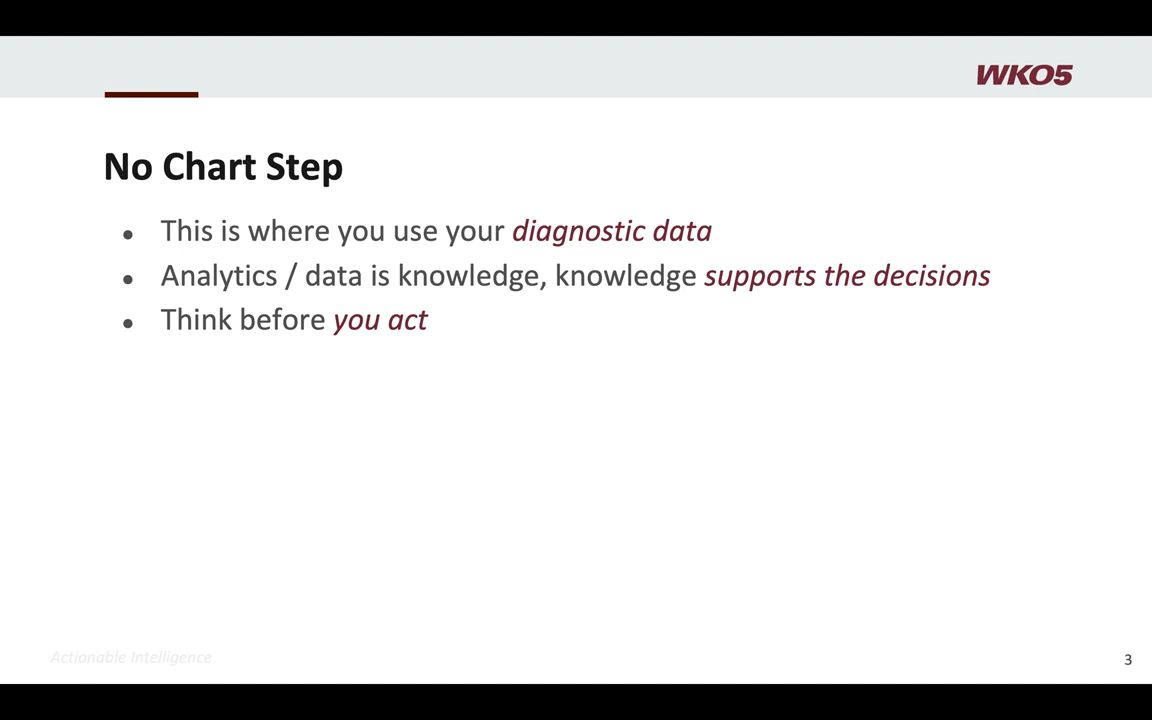 WKO5
No Chart Step
• This is where you use your diagnostic data
• Analytics / data is knowledge, knowledge supports the decisions
• Think before you act
Actionable Intelligence
3